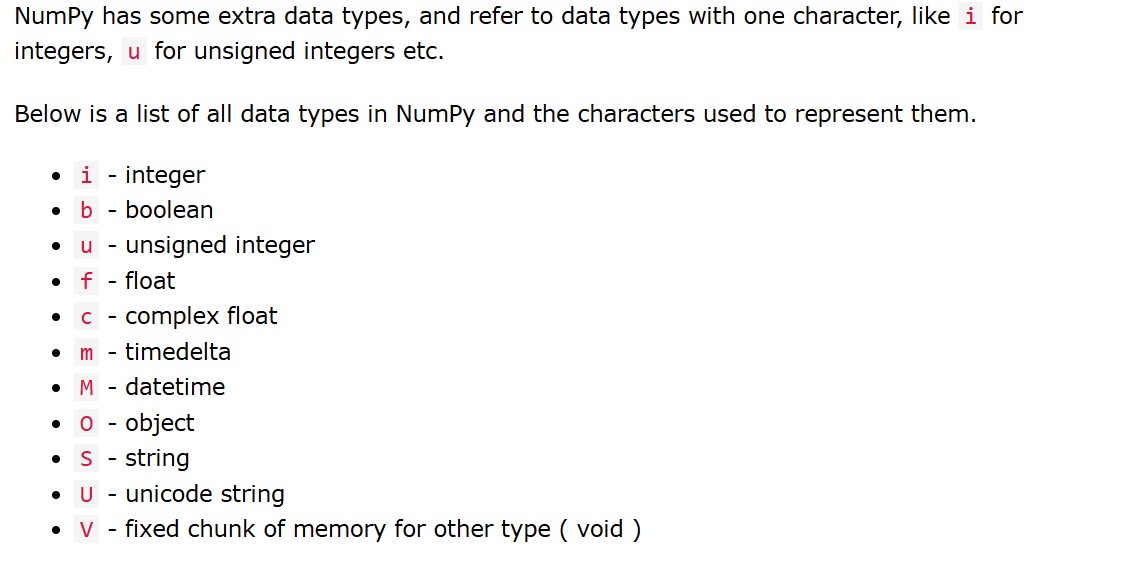 NumPy has some extra data types, and refer to data types with one character, like i for
integers, u for unsigned integers etc.
Below is a list of all data types in NumPy and the characters used to represent them.
• i - integer
• b - boolean
• u - unsigned integer
• f - float
• c - complex float
• m - timedelta
• M - datetime
• O - object
• S - string
• U - unicode string
• V - fixed chunk of memory for other type ( void )